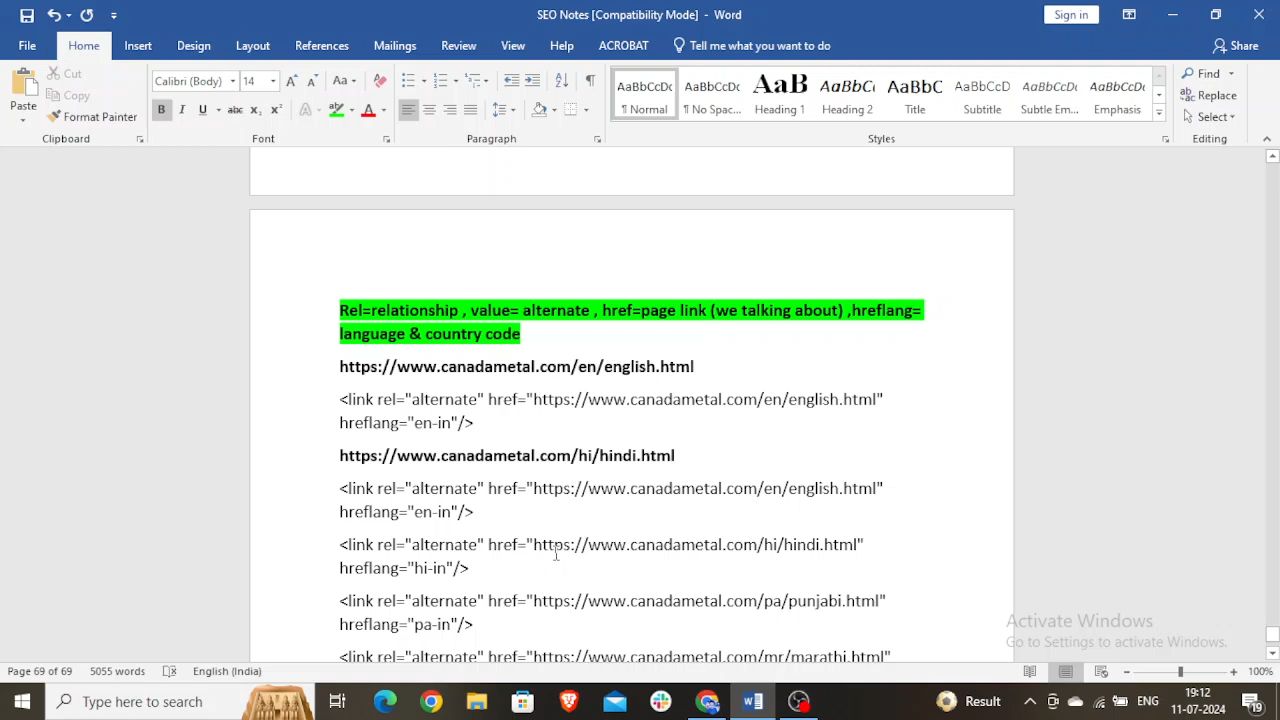 SEO Notes [Compatibility Mode] - Word
Sign in
File Home Insert Design Layout References Mailings Review View Help ACROBAT Tell me what you want to do Share
Paste
Cut
Copy
Format Painter
Clipboard
Calibri (Body) 14
Font
Paragraph
AaBbCcDc AaBbCcDc AaB AaBbC AaBbC AaBbCcD AaBbCcDc AaBbCcDc
¶ Normal ¶ No Spac... Heading 1 Heading 2 Title Subtitle Subtle Em... Emphasis
Styles
Find
Replace
Select
Editing
Rel=relationship , value= alternate , href=page link (we talking about) ,hreflang=
language & country code
https://www.canadametal.com/en/english.html
<link rel="alternate" href="https://www.canadametal.com/en/english.html"
hreflang="en-in"/>
https://www.canadametal.com/hi/hindi.html
<link rel="alternate" href="https://www.canadametal.com/en/english.html"
hreflang="en-in"/>
<link rel="alternate" href="https://www.canadametal.com/hi/hindi.html"
hreflang="hi-in"/>
<link rel="alternate" href="https://www.canadametal.com/pa/punjabi.html"
hreflang="pa-in"/>
<link rel="alternate" href="https://www.canadametal.com/mr/marathi.html"
Activate Windows
Go to Settings to activate Windows.
Page 69 of 69 5055 words English (India) 100%
Type here to search
Result
ENG
19:12
11-07-2024
19